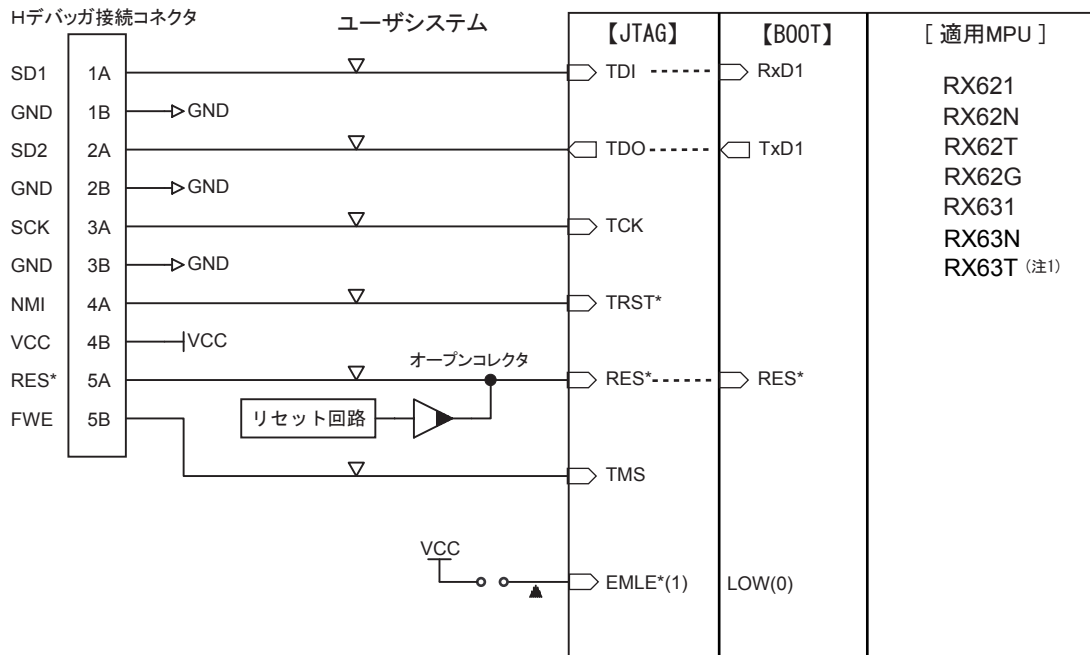 Hデバッガ接続コネクタ
ユーザシステム
【JTAG】 【BOOT】 [ 適用MPU ]
SD1 1A TDI RxD1
GND 1B GND
SD2 2A TDO TxD1
GND 2B GND
SCK 3A TCK
GND 3B GND
NMI 4A TRST*
VCC 4B VCC
オープンコレクタ
RES* 5A RES* RES*
FWE 5B リセット回路
TMS
VCC
EMLE*(1) LOW(0)
RX621
RX62N
RX62T
RX62G
RX631
RX63N
RX63T (注1)